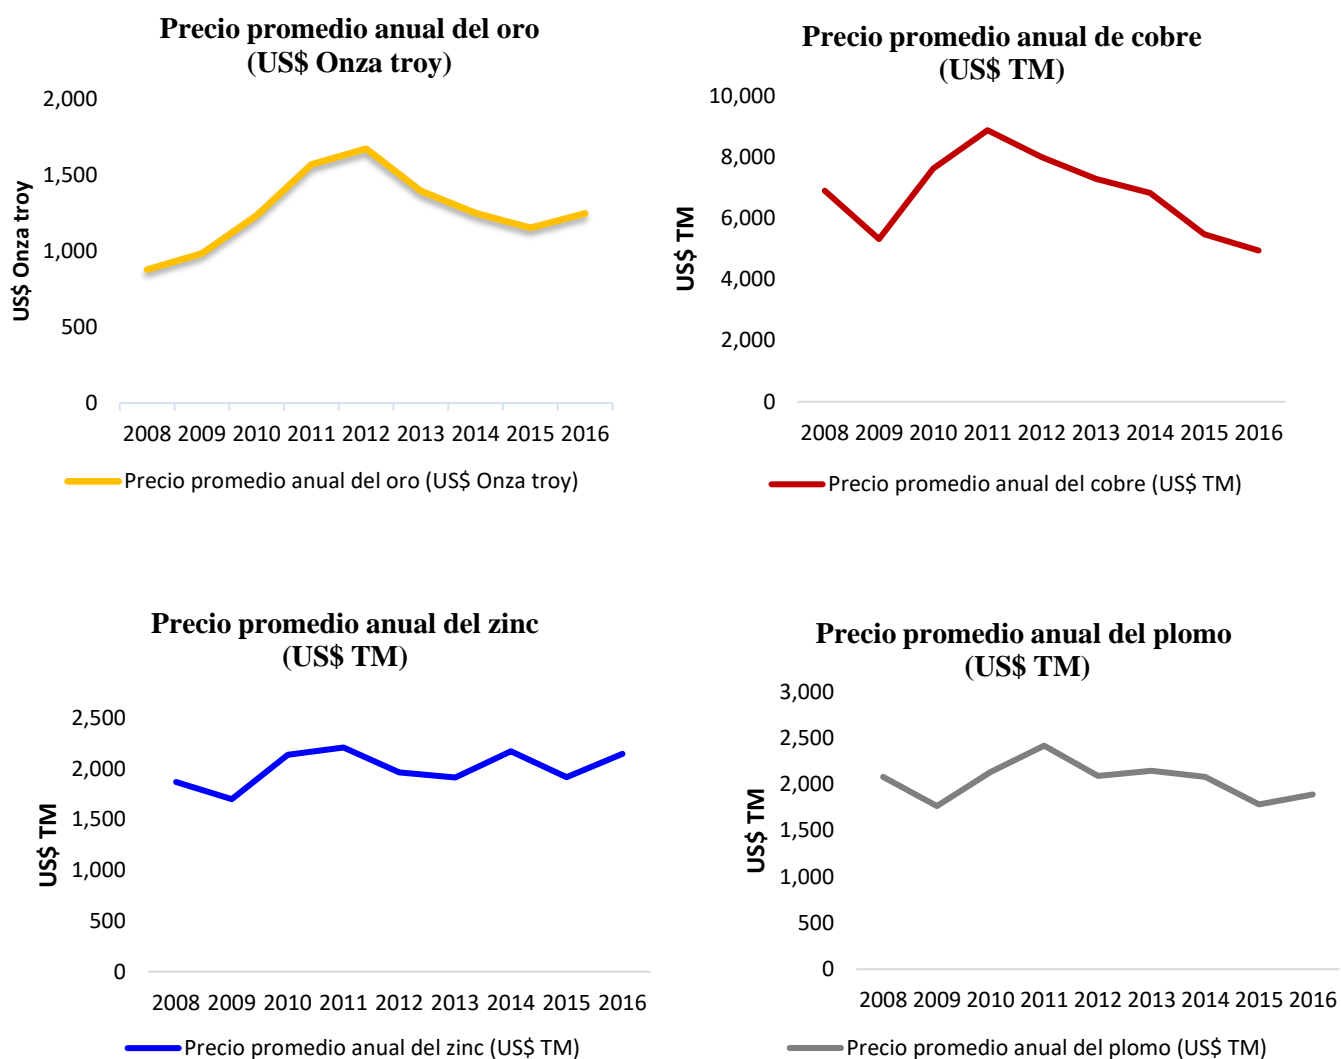 Precio promedio anual del oro
(US$ Onza troy)
2,000
1,500
1,000
500
0
US$ Onza troy
2008 2009 2010 2011 2012 2013 2014 2015 2016
Precio promedio anual del oro (US$ Onza troy)
Precio promedio anual de cobre
(US$ TM)
10,000
8,000
6,000
4,000
2,000
0
US$ TM
2008 2009 2010 2011 2012 2013 2014 2015 2016
Precio promedio anual del cobre (US$ TM)
Precio promedio anual del zinc
(US$ TM)
2,500
2,000
1,500
1,000
500
0
US$ TM
2008 2009 2010 2011 2012 2013 2014 2015 2016
Precio promedio anual del zinc (US$ TM)
Precio promedio anual del plomo
(US$ TM)
3,000
2,500
2,000
1,500
1,000
500
0
US$ TM
2008 2009 2010 2011 2012 2013 2014 2015 2016
Precio promedio anual del plomo (US$ TM)